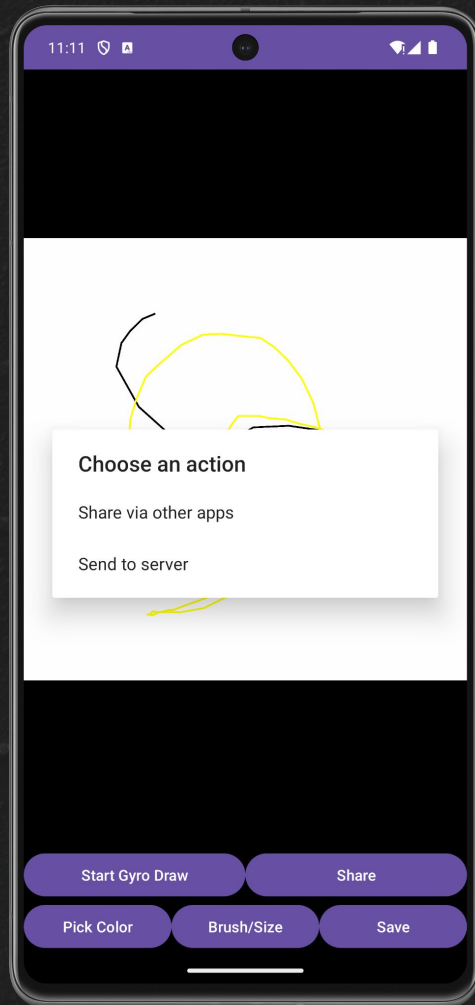 11:11
A
Choose an action
Share via other apps
Send to server
Start Gyro Draw Share
Pick Color Brush/Size Save